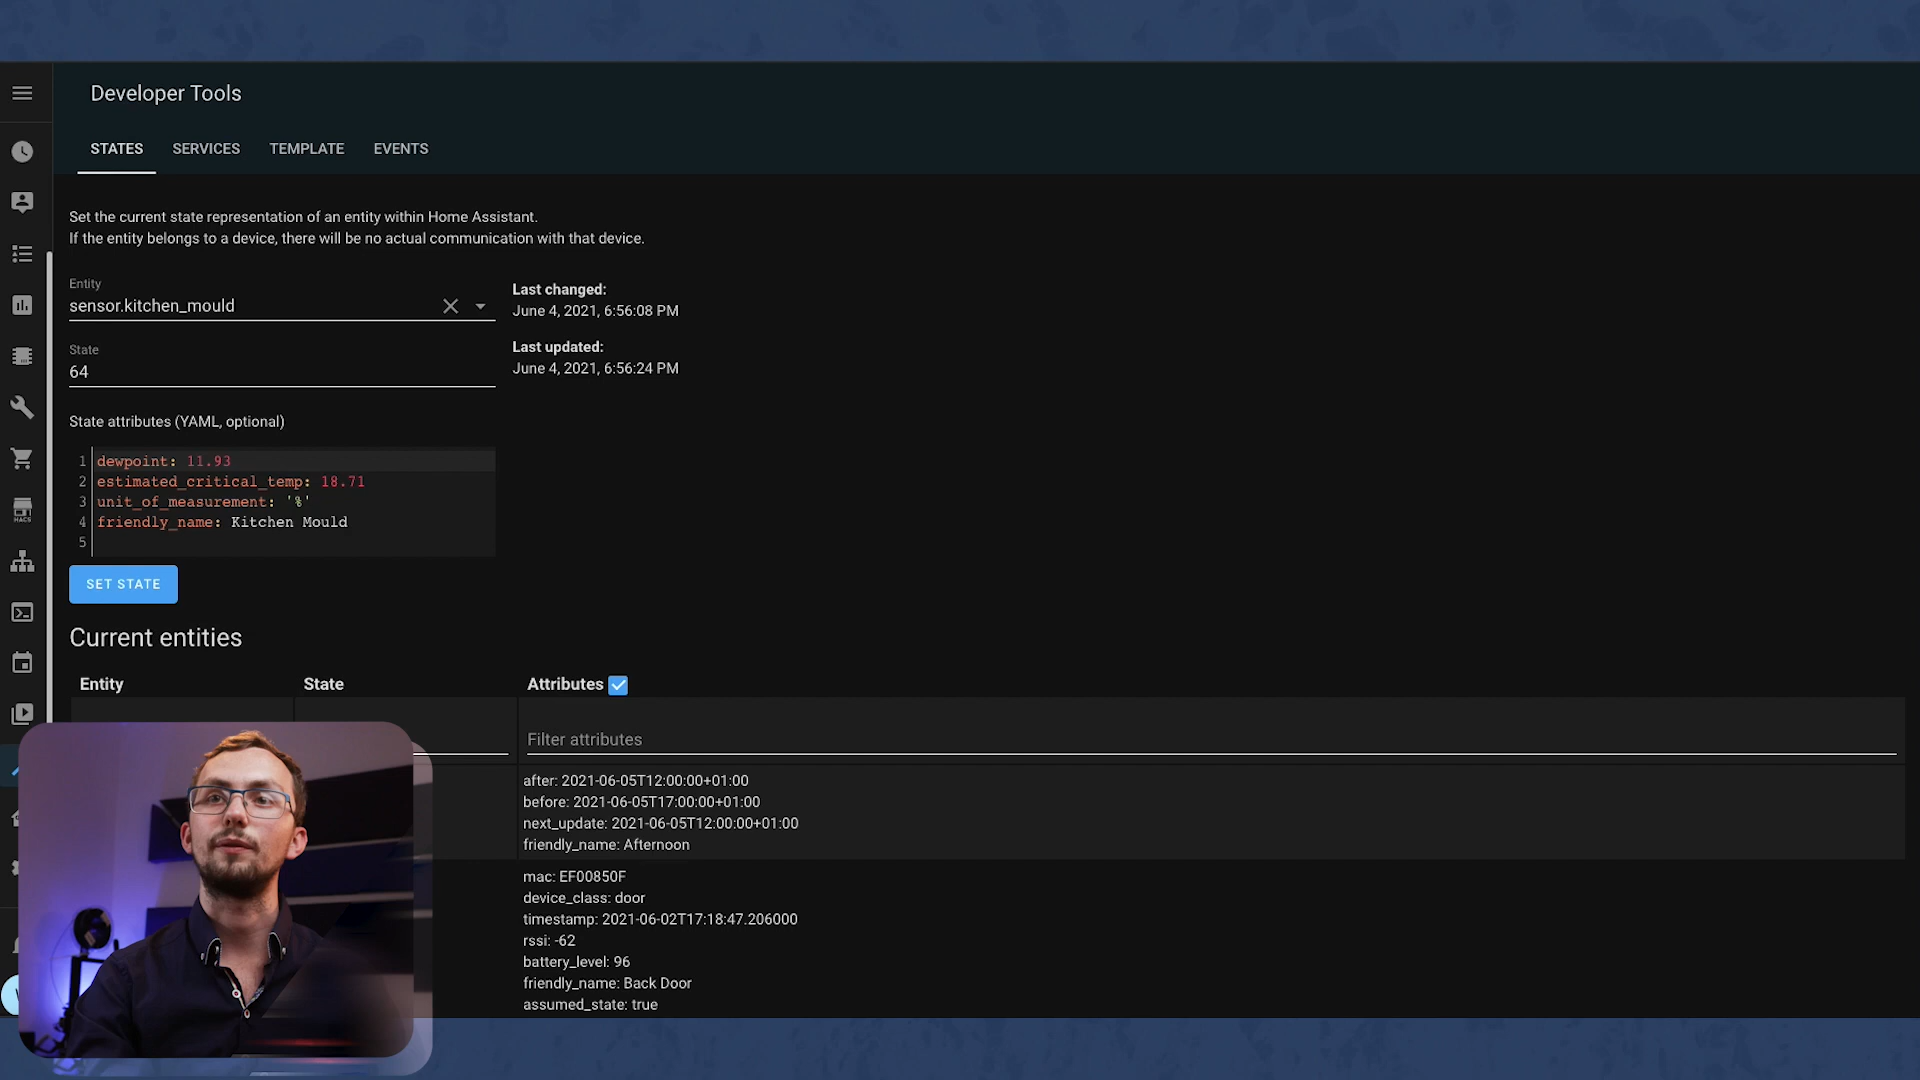 Developer Tools
STATES SERVICES TEMPLATE EVENTS
Set the current state representation of an entity within Home Assistant.
If the entity belongs to a device, there will be no actual communication with that device.
Entity
sensor.kitchen_mould
Last changed:
June 4, 2021, 6:56:08 PM
State
64
Last updated:
June 4, 2021, 6:56:24 PM
State attributes (YAML, optional)
1 dewpoint: 11.93
2 estimated_critical_temp: 18.71
3 unit_of_measurement: '%'
4 friendly_name: Kitchen Mould
5
SET STATE
HACS
Current entities
Entity State Attributes
Filter attributes
after: 2021-06-05T12:00:00+01:00
before: 2021-06-05T17:00:00+01:00
next_update: 2021-06-05T12:00:00+01:00
friendly_name: Afternoon
mac: EF00850F
device_class: door
timestamp: 2021-06-02T17:18:47.206000
rssi: -62
battery_level: 96
friendly_name: Back Door
assumed_state: true